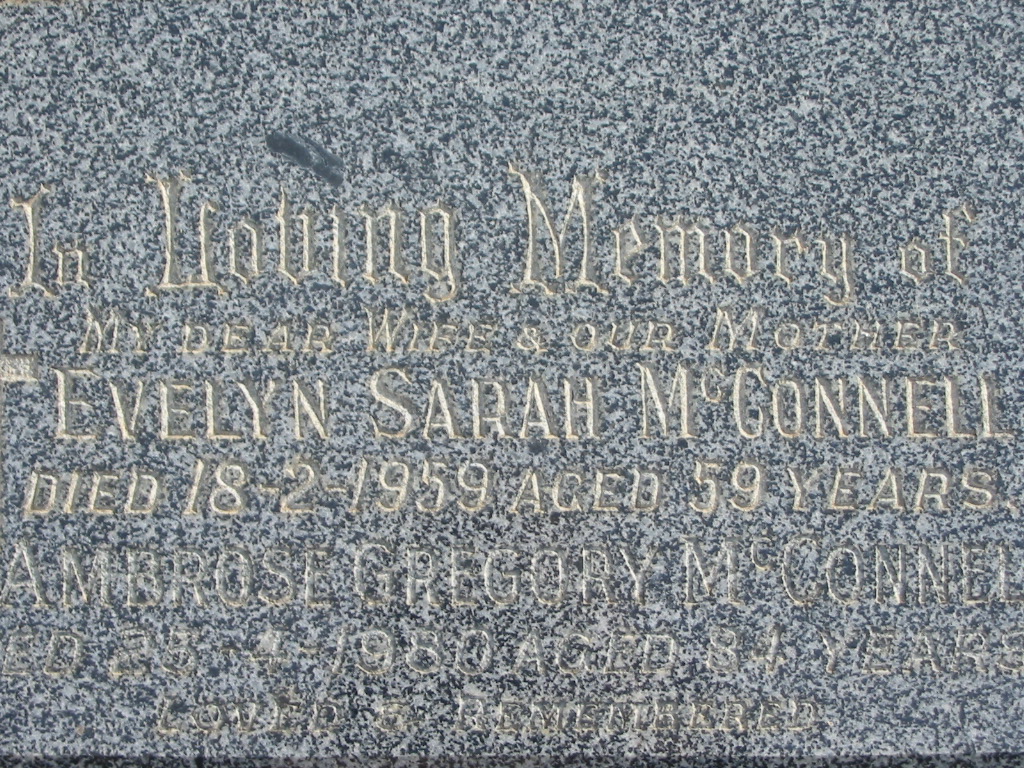 In Loving Memory of
MY DEAR WIFE & OUR MOTHER
EVELYN SARAH McCONNELL
DIED 18-2-1959 AGED 59 YEARS.
AMBROSE GREGORY McCONNEL
ED 25-4-1980 AGED 84 YEARS
LOVED & REMEMBERED